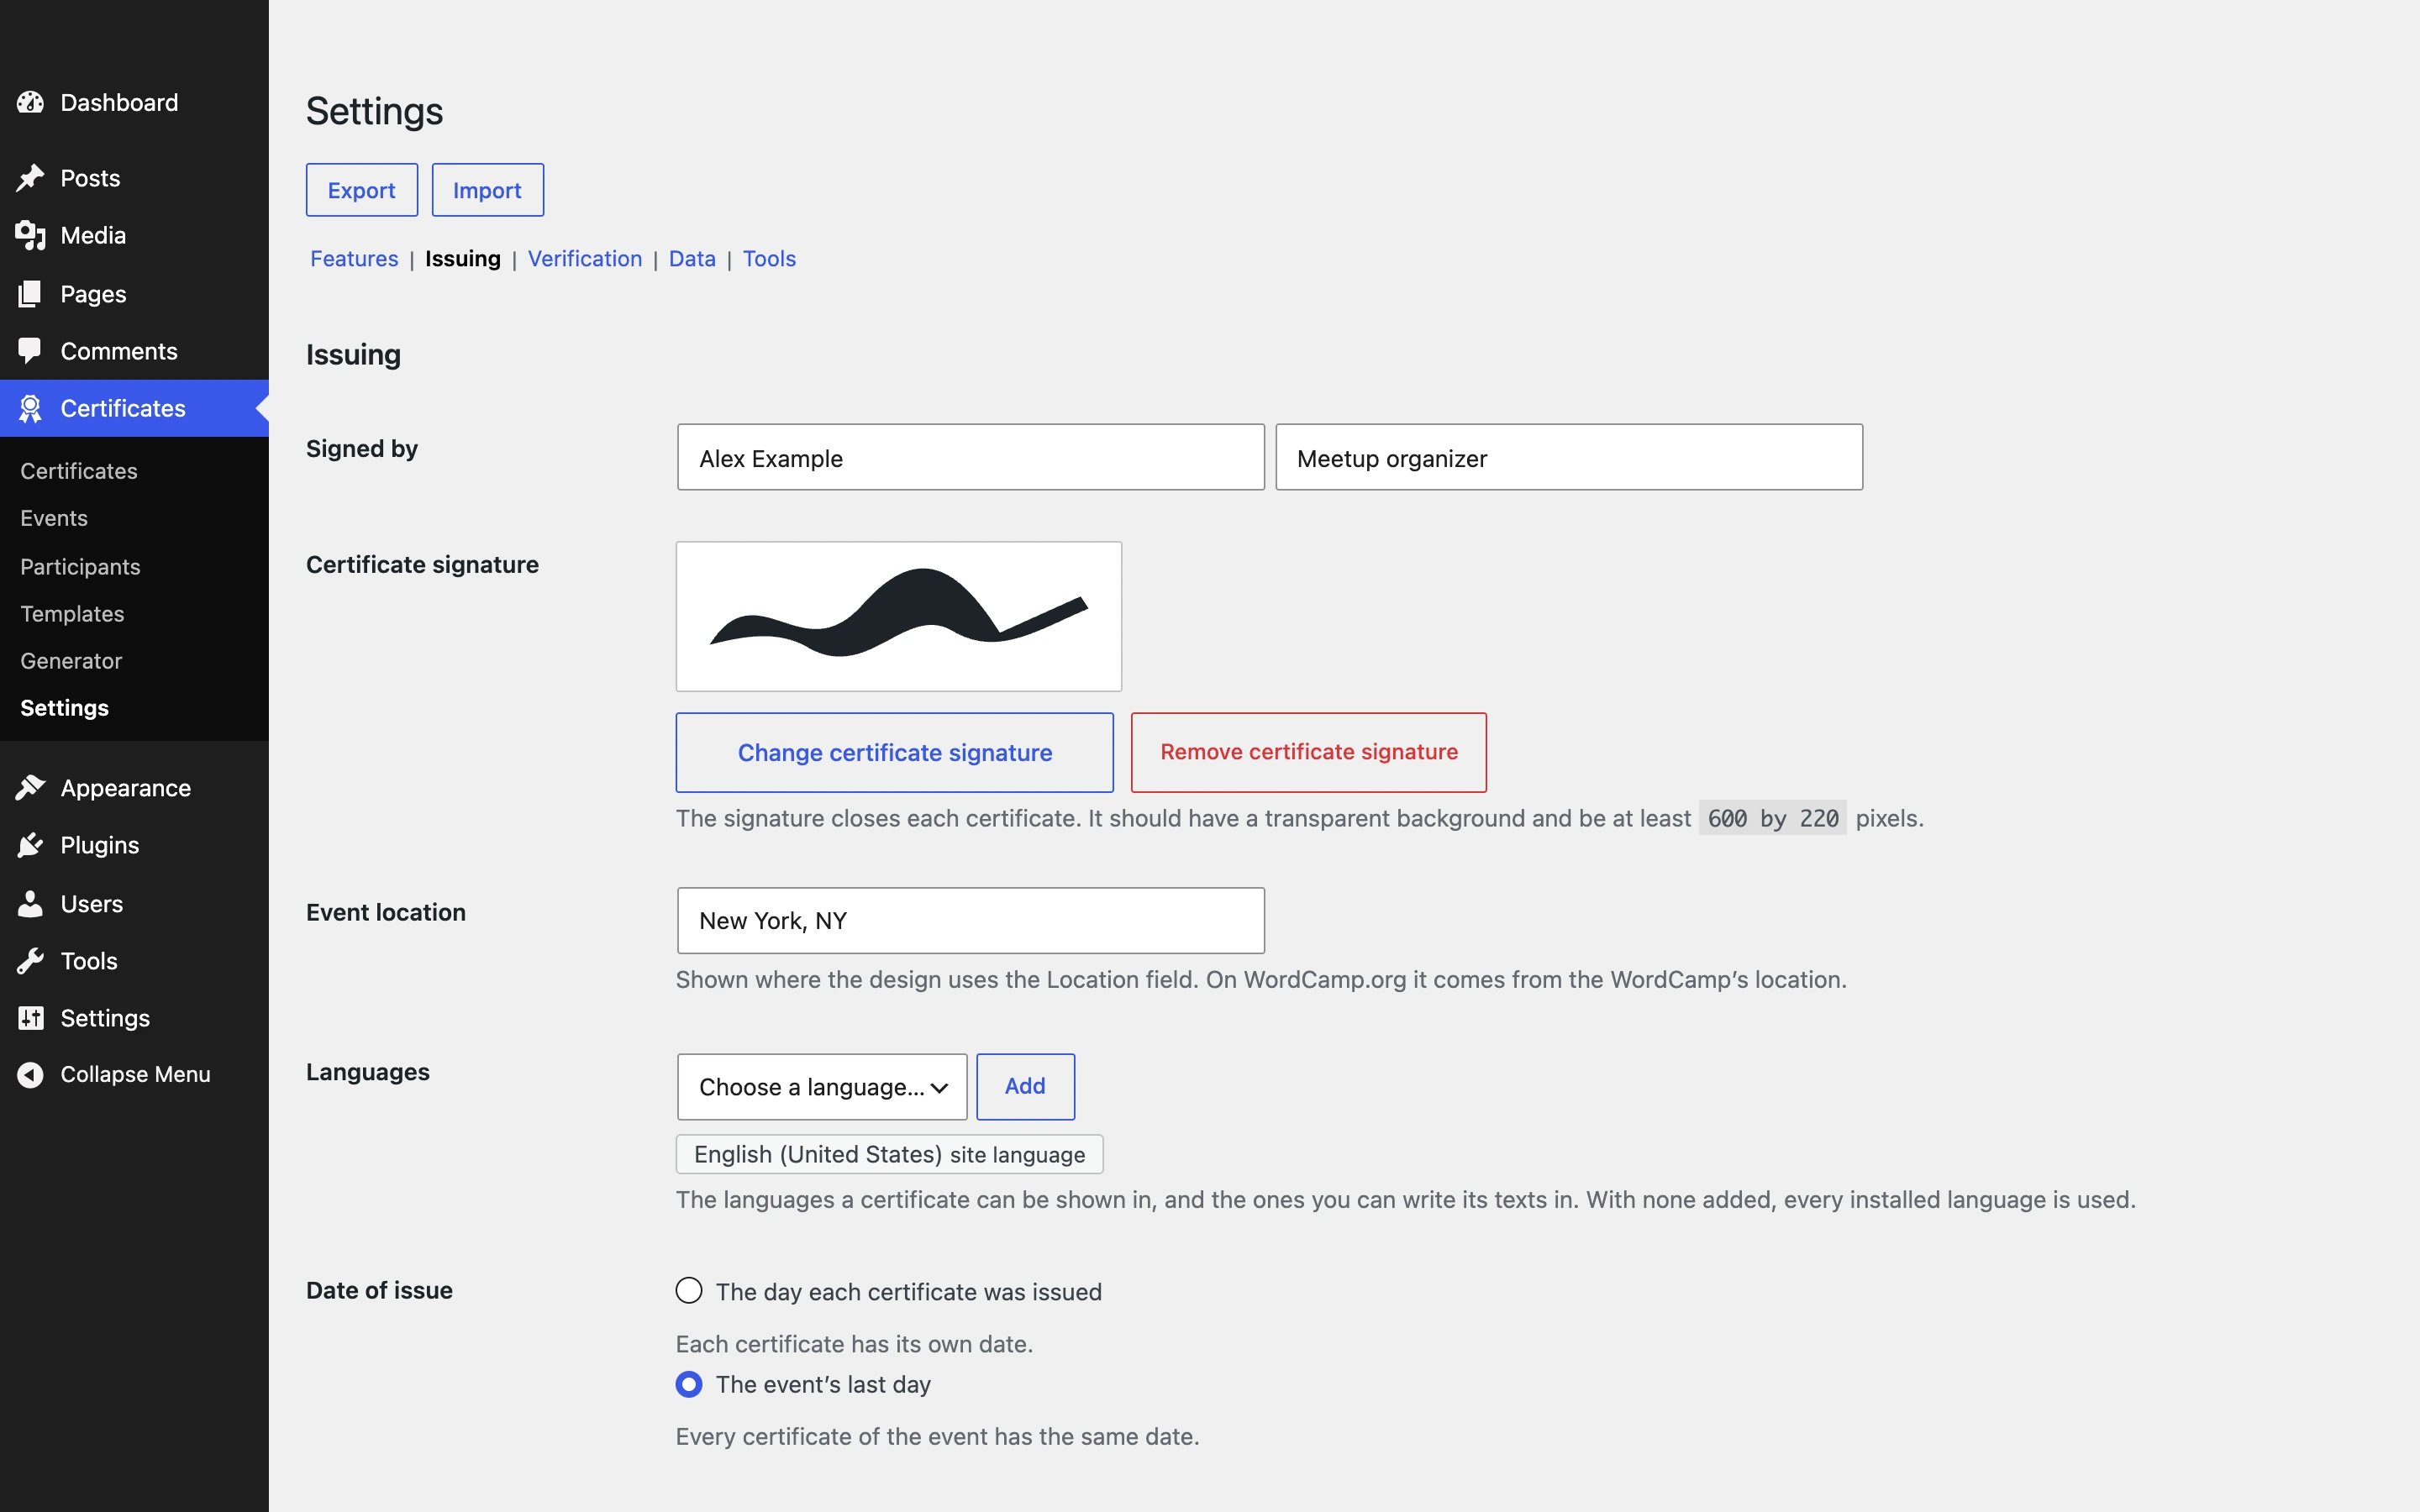 Dashboard
Posts
Media
Pages
Comments
Certificates
Certificates
Events
Participants
Templates
Generator
Settings
Appearance
Plugins
Users
Tools
Settings
Collapse Menu
Settings
Export Import
Features | Issuing | Verification | Data | Tools
Issuing
Signed by Alex Example Meetup organizer
Certificate signature
Change certificate signature Remove certificate signature
The signature closes each certificate. It should have a transparent background and be at least 600 by 220 pixels.
Event location New York, NY
Shown where the design uses the Location field. On WordCamp.org it comes from the WordCamp’s location.
Languages Choose a language... Add
English (United States) site language
The languages a certificate can be shown in, and the ones you can write its texts in. With none added, every installed language is used.
Date of issue The day each certificate was issued
Each certificate has its own date.
The event’s last day
Every certificate of the event has the same date.